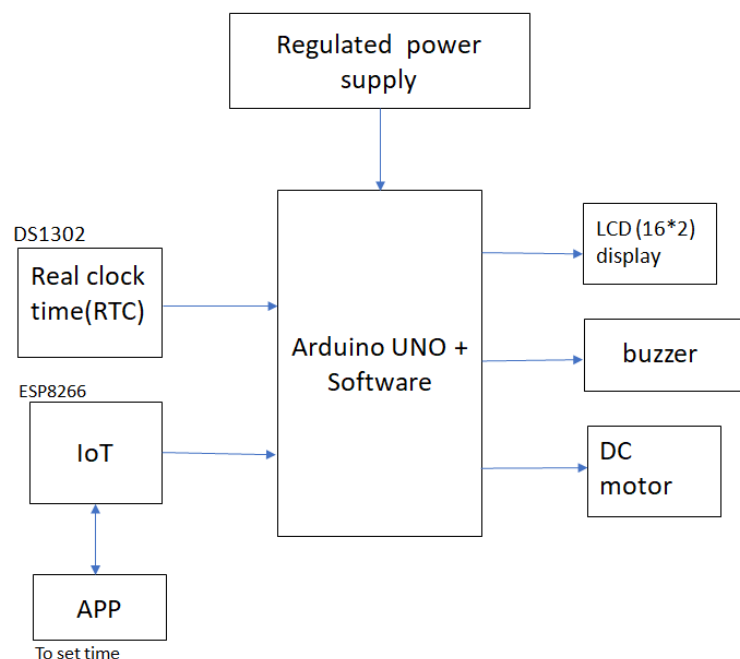 Regulated power
supply
DS1302
Real clock
time(RTC)
ESP8266
IoT
APP
To set time
Arduino UNO +
Software
LCD (16*2)
display
buzzer
DC
motor